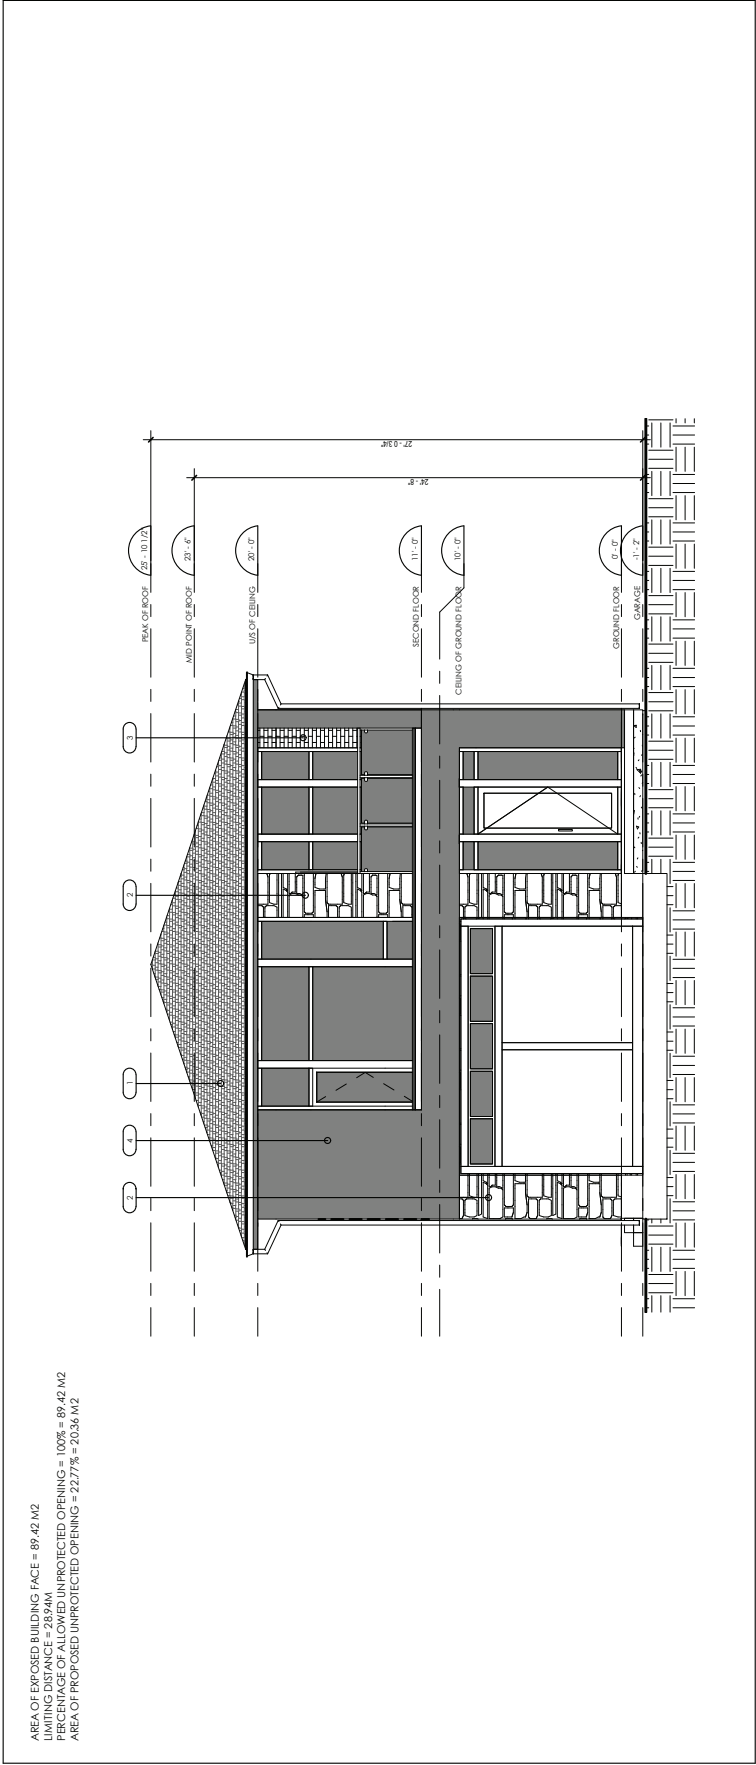 AREA OF EXPOSED BUILDING FACE = 89.42 M2
LIMITING DISTANCE = 28.94M
PERCENTAGE OF ALLOWED UNPROTECTED OPENING = 100% = 89.42 M2
AREA OF PROPOSED UNPROTECTED OPENING = 22.77% = 20.36 M2
2
4
1
2
3
PEAK OF ROOF
25' - 10 1/2"
MID POINT OF ROOF
23' - 6"
U/S OF CEILING
20' - 0"
SECOND FLOOR
11' - 0"
CEILING OF GROUND FLOOR
10' - 0"
GROUND FLOOR
0' - 0"
GARAGE
-1' - 2"
24' - 8"
27' - 0 3/4"